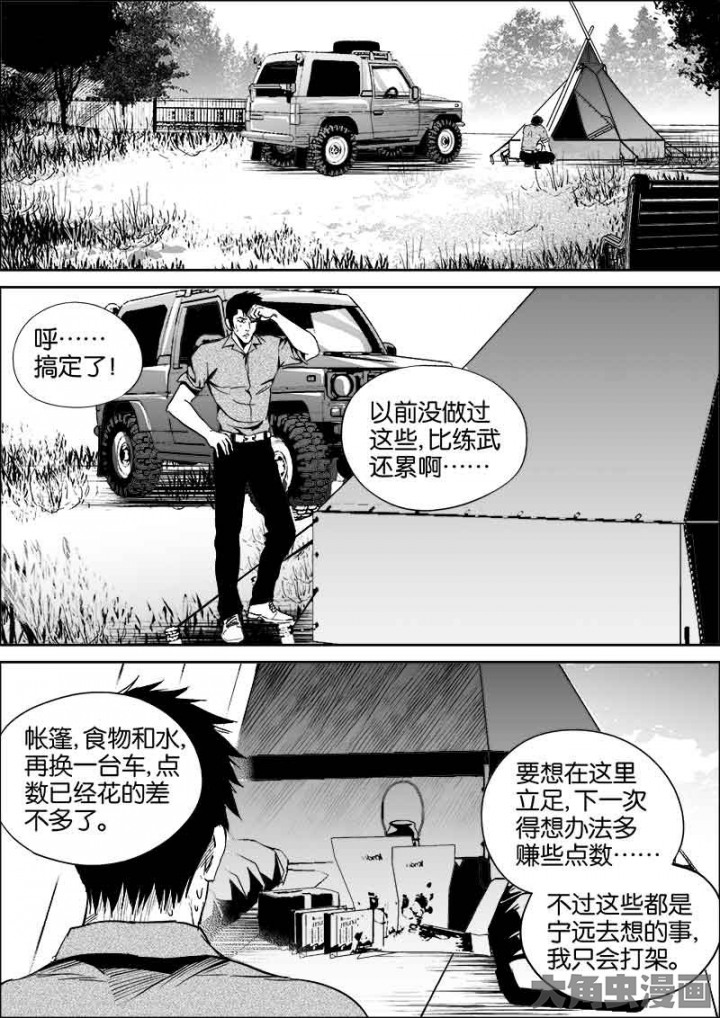 呼……
搞定了！
以前没做过
这些,比练武
还累啊……
帐篷,食物和水,
再换一台车,点
数已经花的差
不多了。
要想在这里
立足,下一次
得想办法多
赚些点数……
不过这些都是
宁远去想的事,
我只会打架。
大角虫漫画